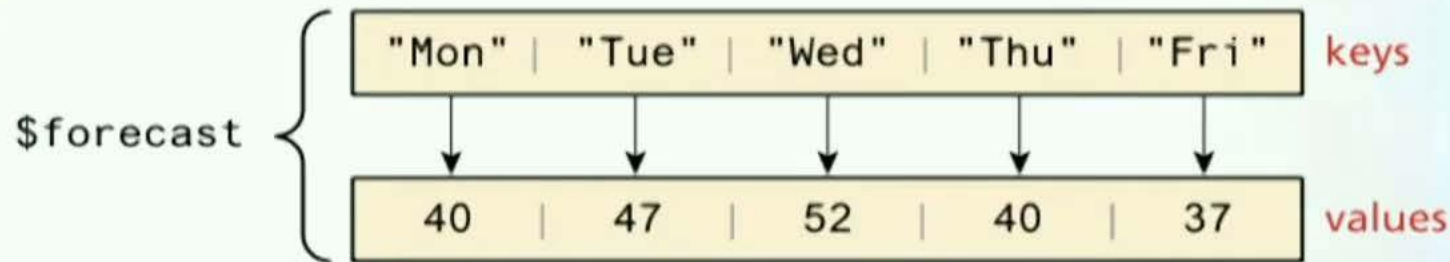 "Mon" | "Tue" | "Wed" | "Thu" | "Fri" keys
$forecast
40 | 47 | 52 | 40 | 37 values